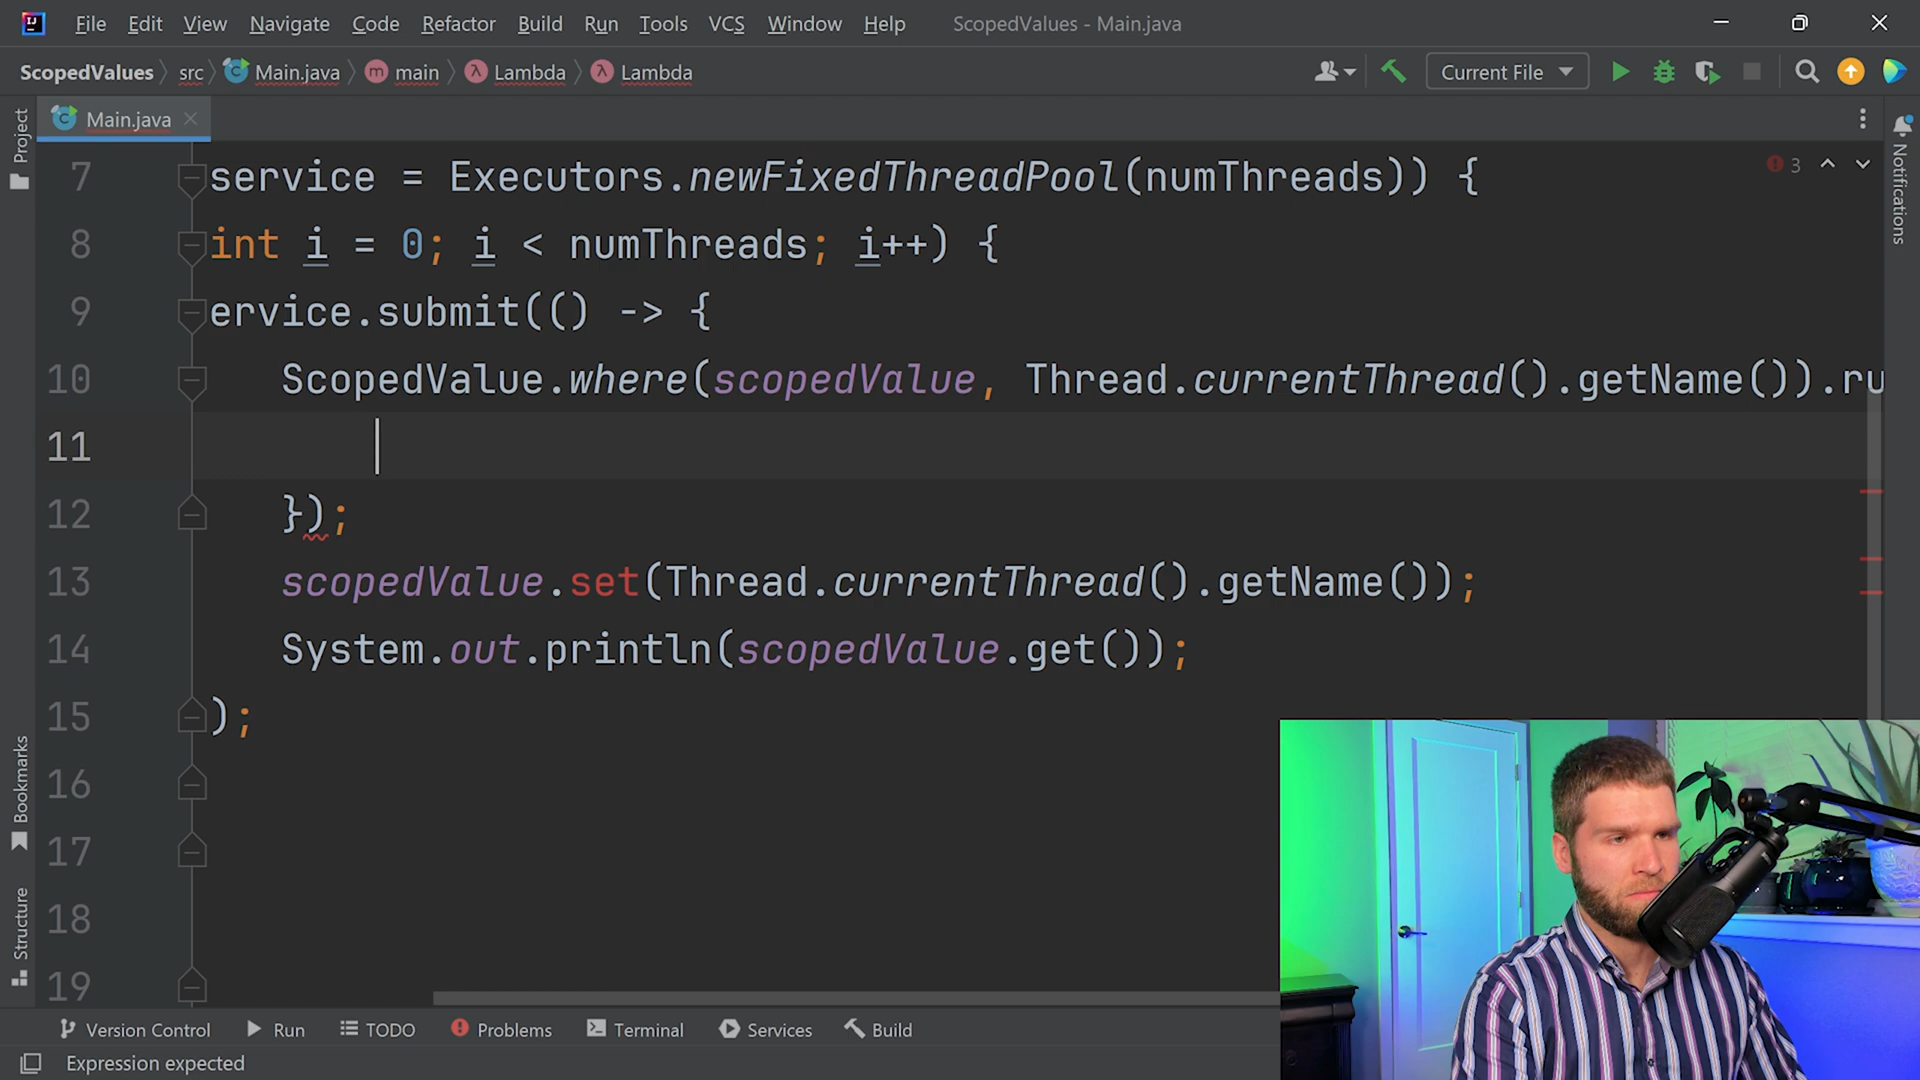 File Edit View Navigate Code Refactor Build Run Tools VCS Window Help ScopedValues - Main.java
ScopedValues src Main.java main Lambda Lambda Current File
Main.java
Project
Notifications
Bookmarks
Structure
3
7 service = Executors.newFixedThreadPool(numThreads)) {
8 int i = 0; i < numThreads; i++) {
9 ervice.submit(() -> {
10 ScopedValue.where(scopedValue, Thread.currentThread().getName()).ru
11
12 });
13 scopedValue.set(Thread.currentThread().getName());
14 System.out.println(scopedValue.get());
15 );
16
17
18
19
Version Control Run TODO Problems Terminal Services Build
Expression expected